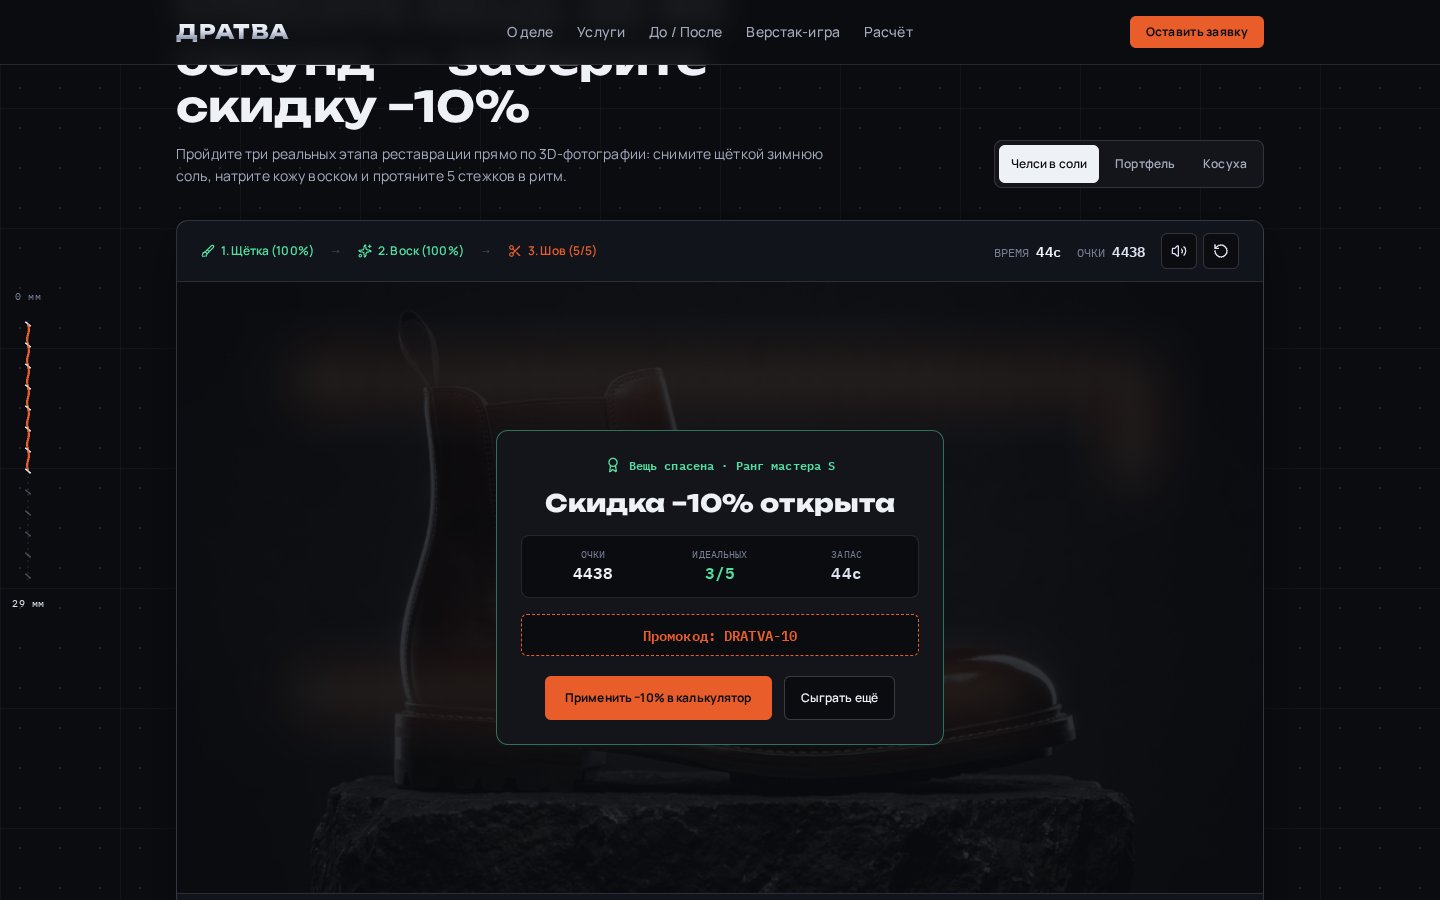 ДРАТВА
О деле
Услуги
До / После
Верстак-игра
Расчёт
Оставить заявку
секунд — заберите
скидку −10%
Пройдите три реальных этапа реставрации прямо по 3D-фотографии: снимите щёткой зимнюю
соль, натрите кожу воском и протяните 5 стежков в ритм.
Челси в соли
Портфель
Косуха
1. Щётка (100%) → 2. Воск (100%) → 3. Шов (5/5)
ВРЕМЯ 44с ОЧКИ 4438
0 мм
29 мм
Вещь спасена · Ранг мастера S
Скидка −10% открыта
ОЧКИ
4438
ИДЕАЛЬНЫХ
3/5
ЗАПАС
44с
Промокод: DRATVA-10
Применить −10% в калькулятор
Сыграть ещё